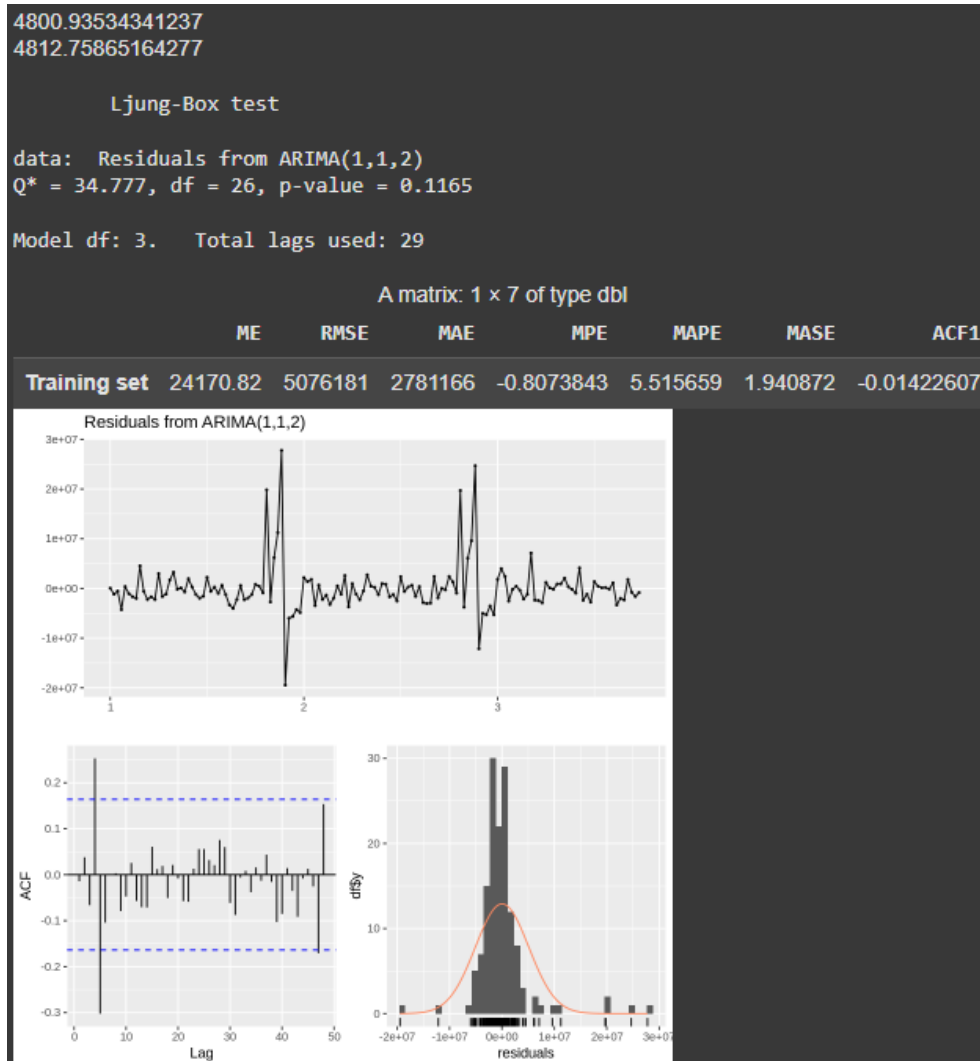 4800.93534341237
4812.75865164277
Ljung-Box test
data:  Residuals from ARIMA(1,1,2)
Q* = 34.777, df = 26, p-value = 0.1165
Model df: 3.   Total lags used: 29
A matrix: 1 × 7 of type dbl
ME RMSE MAE MPE MAPE MASE ACF1
Training set 24170.82 5076181 2781166 -0.8073843 5.515659 1.940872 -0.01422607
Residuals from ARIMA(1,1,2)
3e+07
2e+07
1e+07
0e+00
-1e+07
-2e+07
1 2 3
0.2
0.1
0.0
-0.1
-0.2
-0.3
ACF
0 10 20 30 40 50
Lag
30
20
10
0
df$y
-2e+07 -1e+07 0e+00 1e+07 2e+07 3e+07
residuals